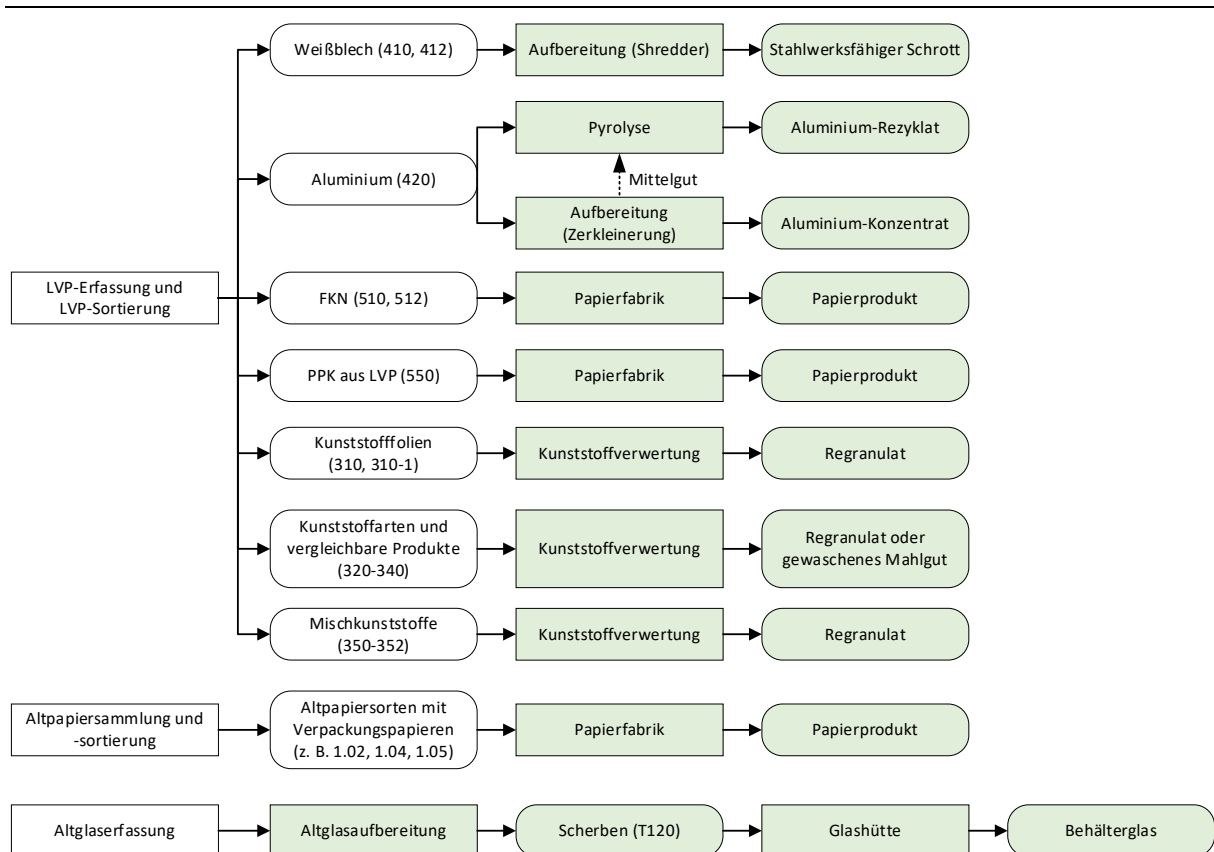 Weißblech (410, 412)
Aufbereitung (Shredder)
Stahlwerksfähiger Schrott
Pyrolyse
Aluminium-Rezyklat
Aluminium (420)
Mittelgut
Aufbereitung
(Zerkleinerung)
Aluminium-Konzentrat
LVP-Erfassung und
LVP-Sortierung
FKN (510, 512)
Papierfabrik
Papierprodukt
PPK aus LVP (550)
Papierfabrik
Papierprodukt
Kunststofffolien
(310, 310-1)
Kunststoffverwertung
Regranulat
Kunststoffarten und
vergleichbare Produkte
(320-340)
Kunststoffverwertung
Regranulat oder
gewaschenes Mahlgut
Mischkunststoffe
(350-352)
Kunststoffverwertung
Regranulat
Altpapiersammlung und
-sortierung
Altpapiersorten mit
Verpackungspapieren
(z. B. 1.02, 1.04, 1.05)
Papierfabrik
Papierprodukt
Altglaserfassung
Altglasaufbereitung
Scherben (T120)
Glashütte
Behälterglas